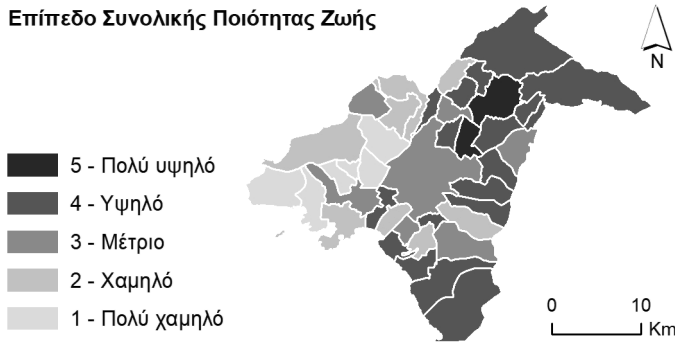 Επίπεδο Συνολικής Ποιότητας Ζωής
N
5 - Πολύ υψηλό
4 - Υψηλό
3 - Μέτριο
2 - Χαμηλό
1 - Πολύ χαμηλό
0 10
Km